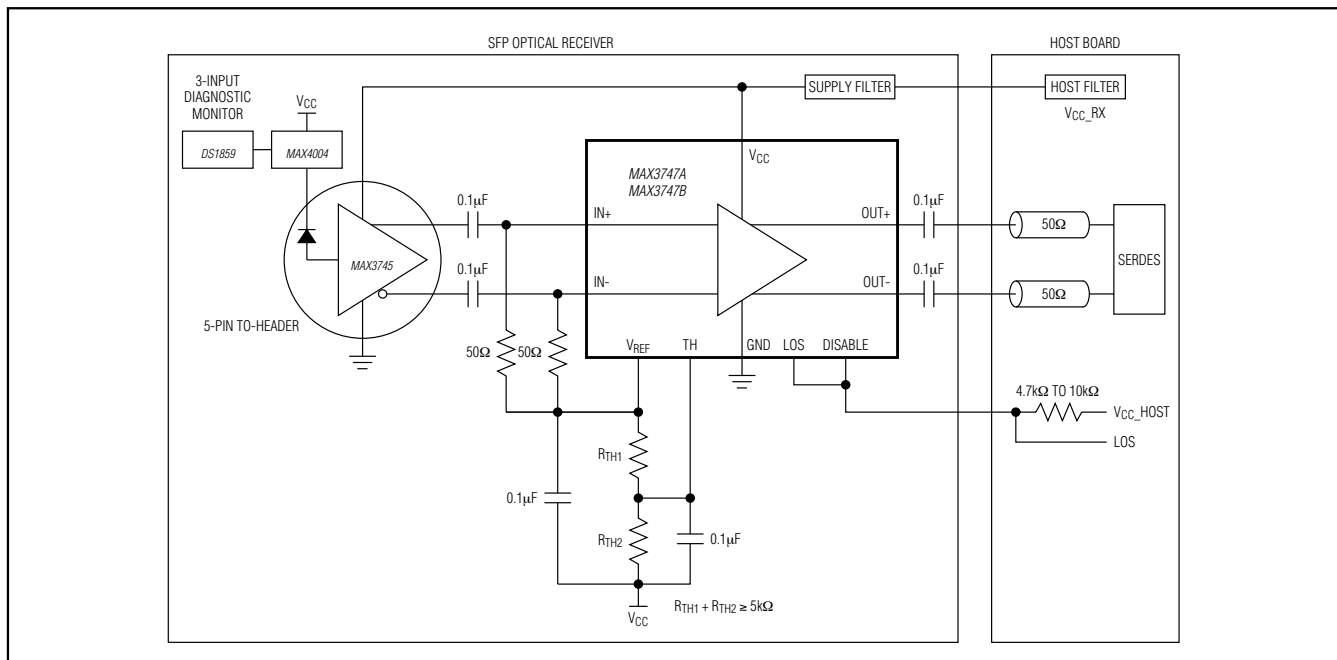 SFP OPTICAL RECEIVER
HOST BOARD
3-INPUT
DIAGNOSTIC
MONITOR
VCC
DS1859
MAX4004
SUPPLY FILTER
HOST FILTER
VCC_RX
MAX3747A
MAX3747B
VCC
0.1µF
IN+
OUT+
0.1µF
50Ω
MAX3745
0.1µF
IN-
OUT-
0.1µF
50Ω
SERDES
5-PIN TO-HEADER
50Ω
50Ω
VREF
TH
GND
LOS
DISABLE
4.7kΩ TO 10kΩ
VCC_HOST
LOS
RTH1
0.1µF
RTH2
0.1µF
VCC
RTH1 + RTH2 ≥ 5kΩ